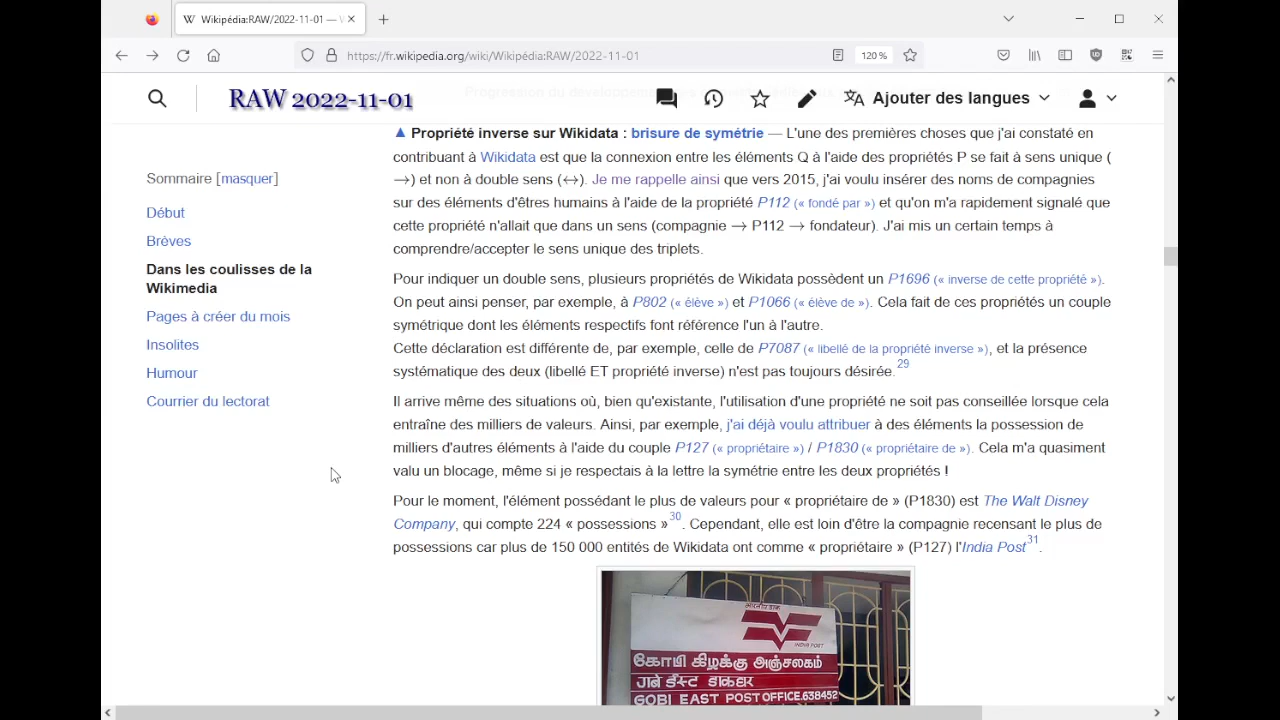 Wikipédia:RAW/2022-11-01 — W
https://fr.wikipedia.org/wiki/Wikipédia:RAW/2022-11-01
120 %
RAW 2022-11-01
Ajouter des langues
Sommaire [masquer]
Début
Brèves
Dans les coulisses de la
Wikimedia
Pages à créer du mois
Insolites
Humour
Courrier du lectorat
▲ Propriété inverse sur Wikidata : brisure de symétrie — L'une des premières choses que j'ai constaté en
contribuant à Wikidata est que la connexion entre les éléments Q à l'aide des propriétés P se fait à sens unique (
→) et non à double sens (↔). Je me rappelle ainsi que vers 2015, j'ai voulu insérer des noms de compagnies
sur des éléments d'êtres humains à l'aide de la propriété P112 (« fondé par ») et qu'on m'a rapidement signalé que
cette propriété n'allait que dans un sens (compagnie → P112 → fondateur). J'ai mis un certain temps à
comprendre/accepter le sens unique des triplets.
Pour indiquer un double sens, plusieurs propriétés de Wikidata possèdent un P1696 (« inverse de cette propriété »).
On peut ainsi penser, par exemple, à P802 (« élève ») et P1066 (« élève de »). Cela fait de ces propriétés un couple
symétrique dont les éléments respectifs font référence l'un à l'autre.
Cette déclaration est différente de, par exemple, celle de P7087 (« libellé de la propriété inverse »), et la présence
systématique des deux (libellé ET propriété inverse) n'est pas toujours désirée.29
Il arrive même des situations où, bien qu'existante, l'utilisation d'une propriété ne soit pas conseillée lorsque cela
entraîne des milliers de valeurs. Ainsi, par exemple, j'ai déjà voulu attribuer à des éléments la possession de
milliers d'autres éléments à l'aide du couple P127 (« propriétaire ») / P1830 (« propriétaire de »). Cela m'a quasiment
valu un blocage, même si je respectais à la lettre la symétrie entre les deux propriétés !
Pour le moment, l'élément possédant le plus de valeurs pour « propriétaire de » (P1830) est The Walt Disney
Company, qui compte 224 « possessions »30. Cependant, elle est loin d'être la compagnie recensant le plus de
possessions car plus de 150 000 entités de Wikidata ont comme « propriétaire » (P127) l'India Post31.
भारतीय डाक
INDIA POST
கோபி கிழக்கு அஞ்சலகம்
GOBI EAST POST OFFICE.638452